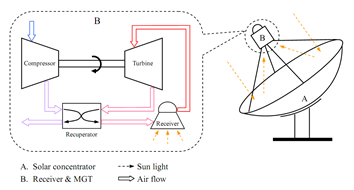 B
Compressor
Turbine
Recuperator
Receiver
B
A
A. Solar concentrator
Sun light
B. Receiver & MGT
Air flow